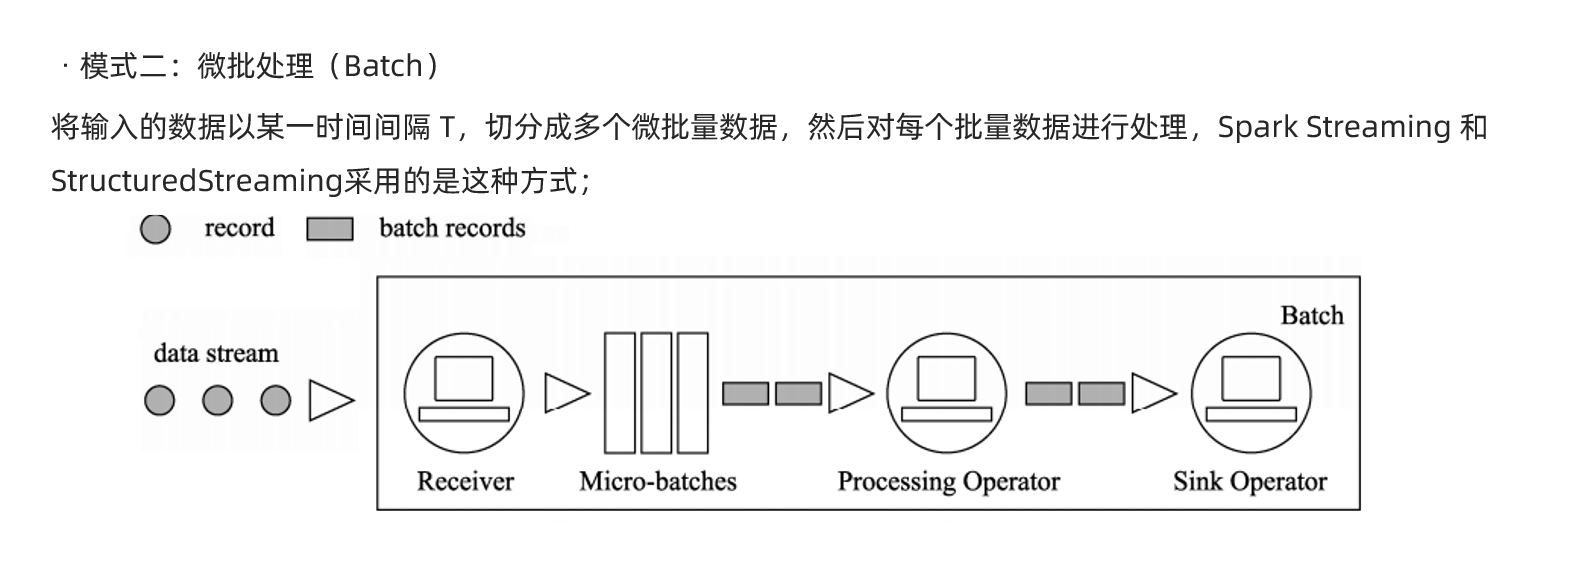 · 模式二：微批处理（Batch）
将输入的数据以某一时间间隔 T，切分成多个微批量数据，然后对每个批量数据进行处理，Spark Streaming 和
StructuredStreaming采用的是这种方式；
record batch records
Batch
data stream
Receiver Micro-batches Processing Operator Sink Operator